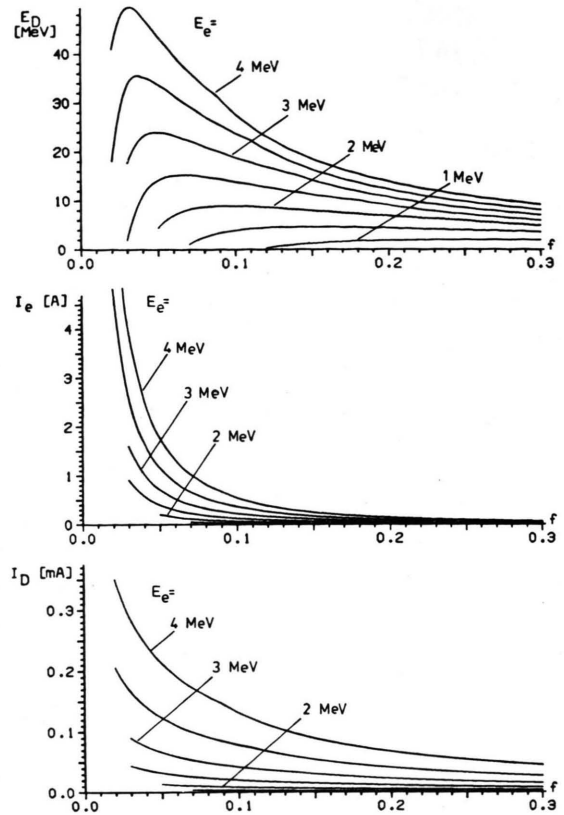 E_D
[MeV]
E_e=
40
30
20
10
0
4 MeV
3 MeV
2 MeV
1 MeV
0.0
0.1
0.2
0.3
f
I_e [A]
E_e=
4
3
2
1
0
4 MeV
3 MeV
2 MeV
0.0
0.1
0.2
0.3
f
I_D [mA]
E_e=
0.3
0.2
0.1
0.0
4 MeV
3 MeV
2 MeV
0.0
0.1
0.2
0.3
f